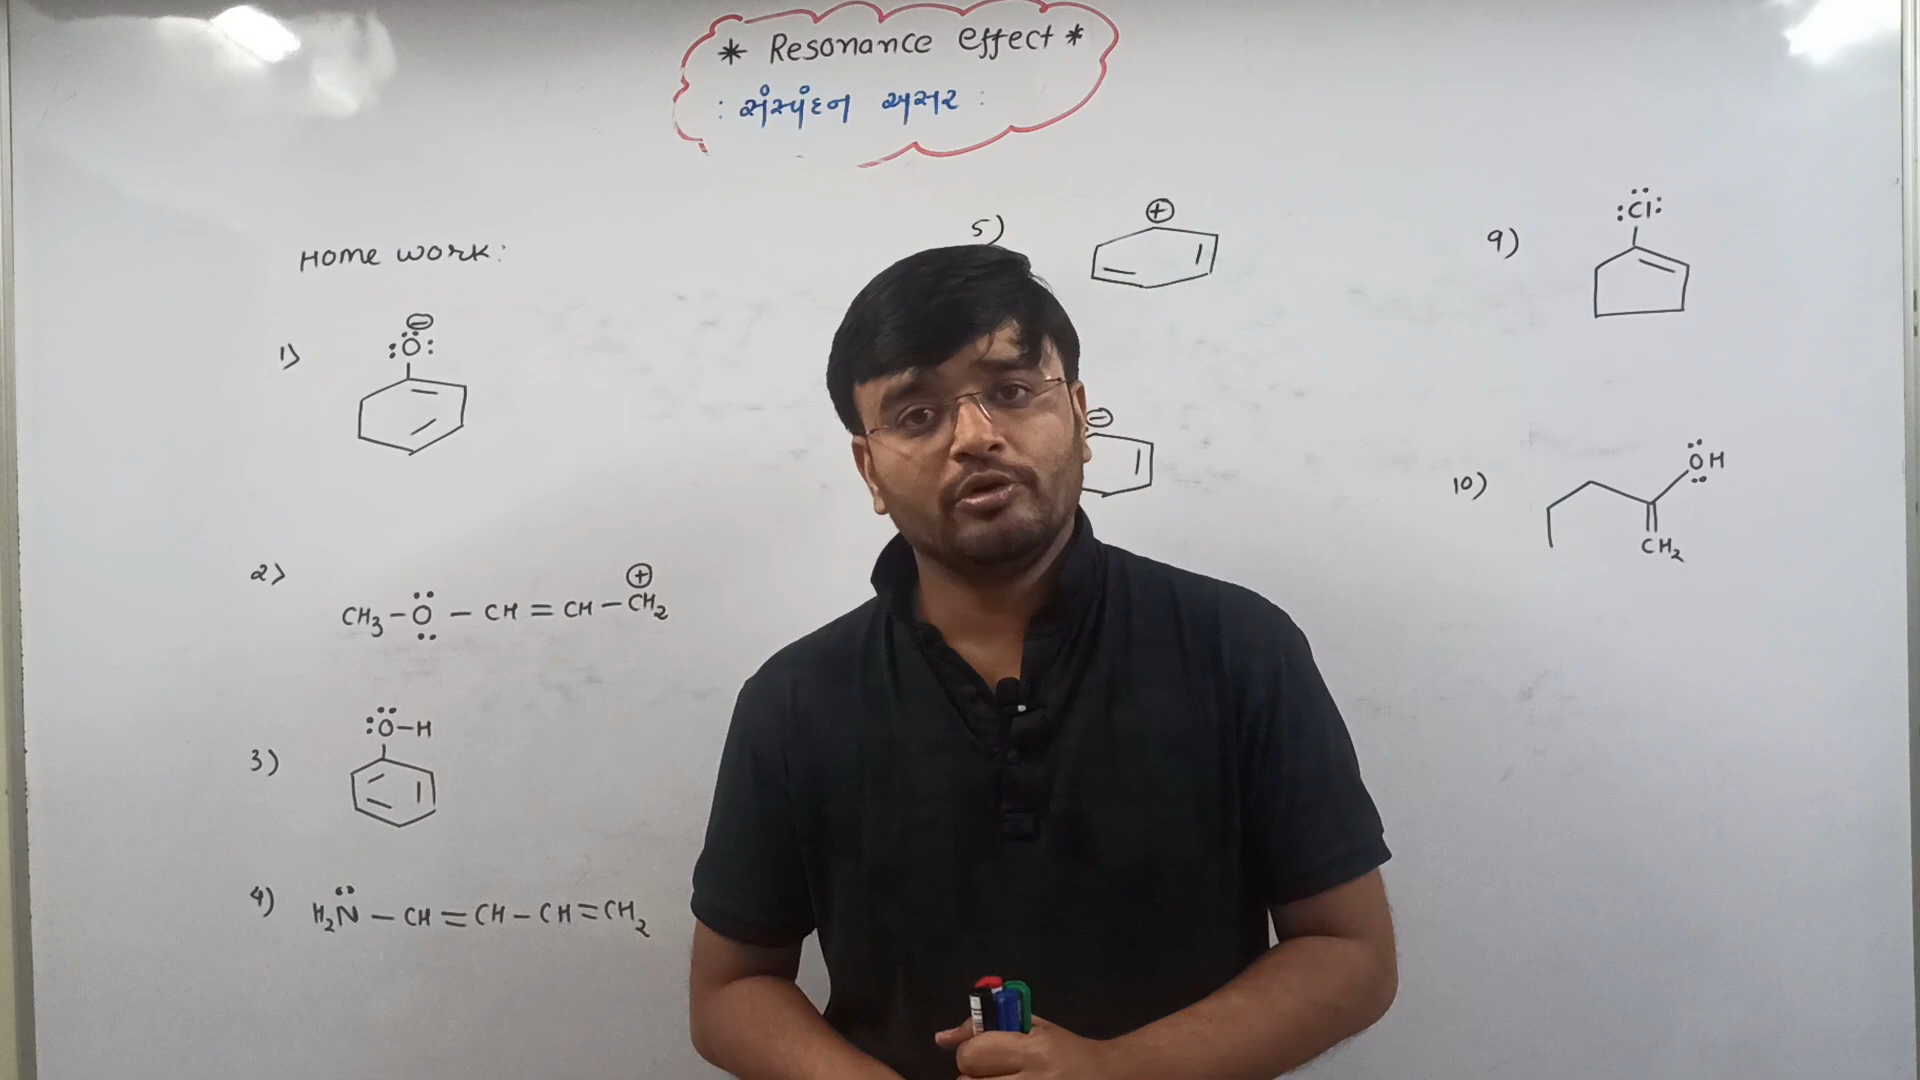 * Resonance effect *
: સંસ્પંદન અસર :
Home work:
1)
:Ö: ⊖
2)
CH₃ – Ö – CH = CH – CH₂ ⊕
3)
:Ö–H
4)
H₂N̈ – CH = CH – CH = CH₂
5)
⊕
⊖
9)
:C̈l:
10)
ÖH
CH₂